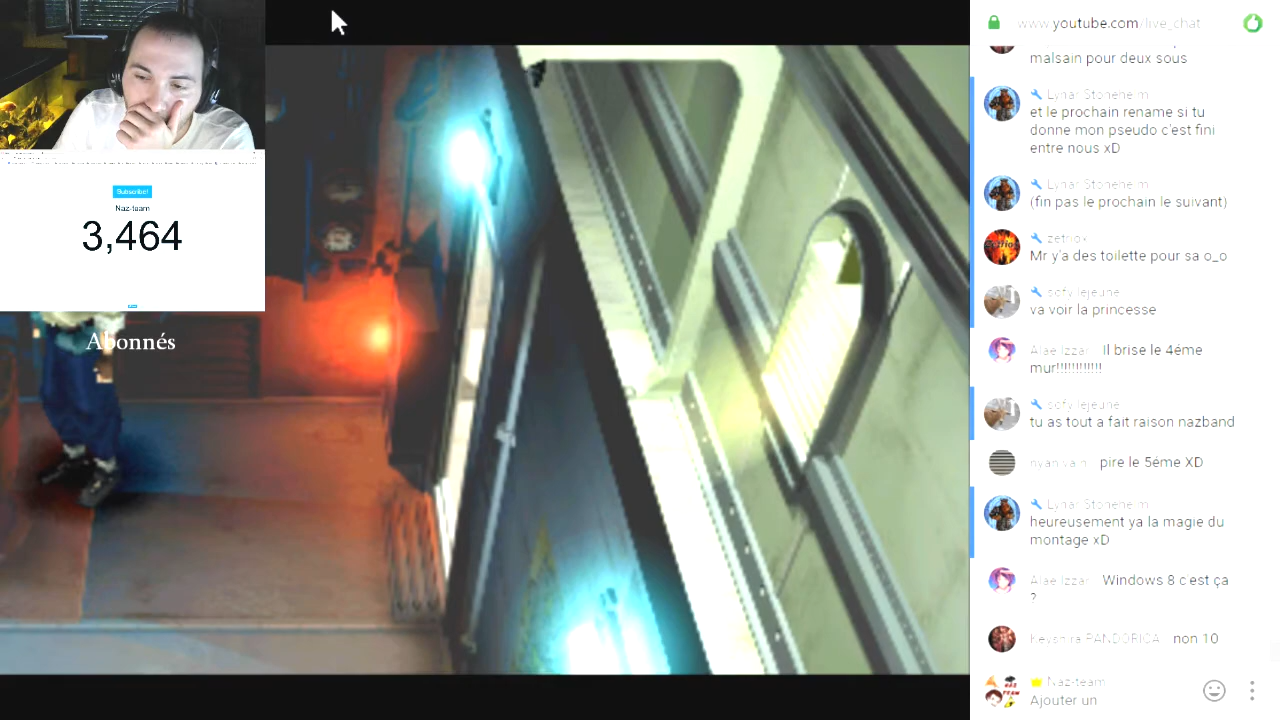 Subscribe!
Naz-team
3,464
Abonnés
www.youtube.com/live_chat
malsain pour deux sous
Lynar Stoneheim
et le prochain rename si tu
donne mon pseudo c'est fini
entre nous xD
Lynar Stoneheim
(fin pas le prochain le suivant)
zetriox
Mr y'a des toilette pour sa o_o
sofy lejeune
va voir la princesse
Alae Izzar Il brise le 4éme
mur!!!!!!!!!!!!
sofy lejeune
tu as tout a fait raison nazband
pire le 5éme XD
Lynar Stoneheim
heureusement ya la magie du
montage xD
Alae Izzar Windows 8 c'est ça
?
heyshira PANDORICA non 10
Naz-team
Ajouter un